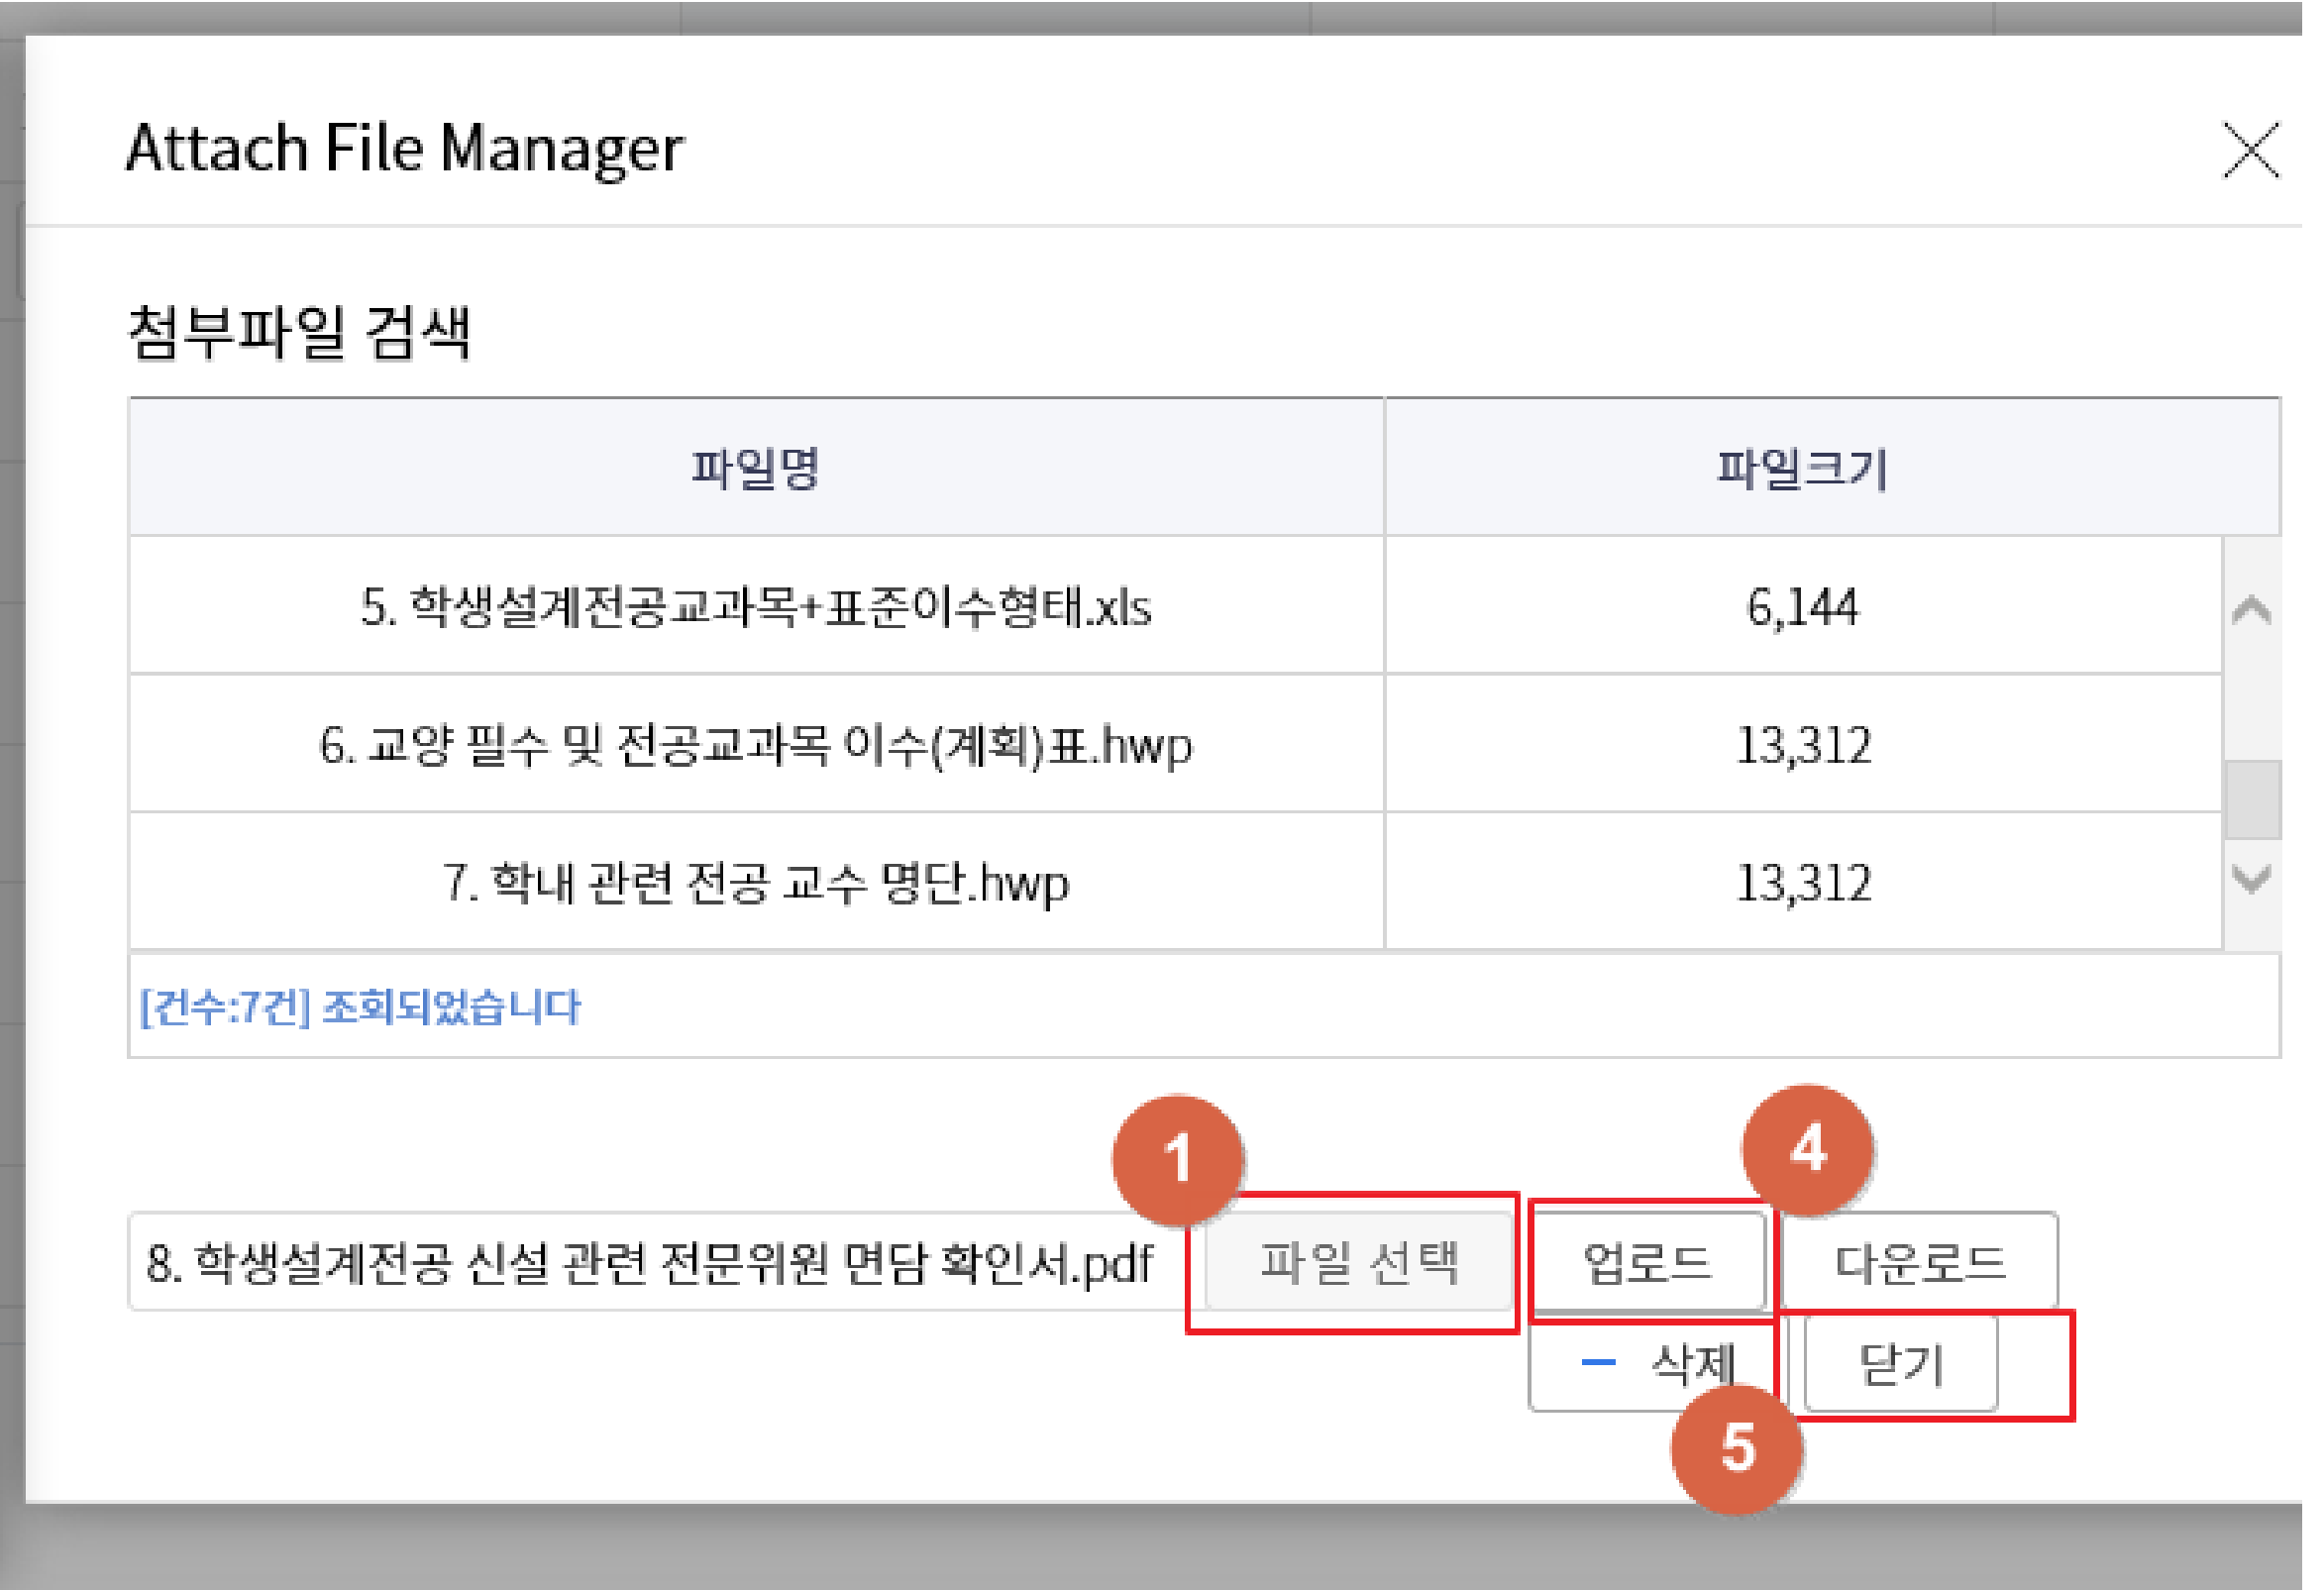 Attach File Manager
첨부파일 검색
파일명 파일크기
5. 학생설계전공교과목+표준이수형태.xls 6,144
6. 교양 필수 및 전공교과목 이수(계획)표.hwp 13,312
7. 학내 관련 전공 교수 명단.hwp 13,312
[건수:7건] 조회되었습니다
1 4
8. 학생설계전공 신설 관련 전문위원 면담 확인서.pdf 파일 선택 업로드 다운로드
삭제 닫기
5